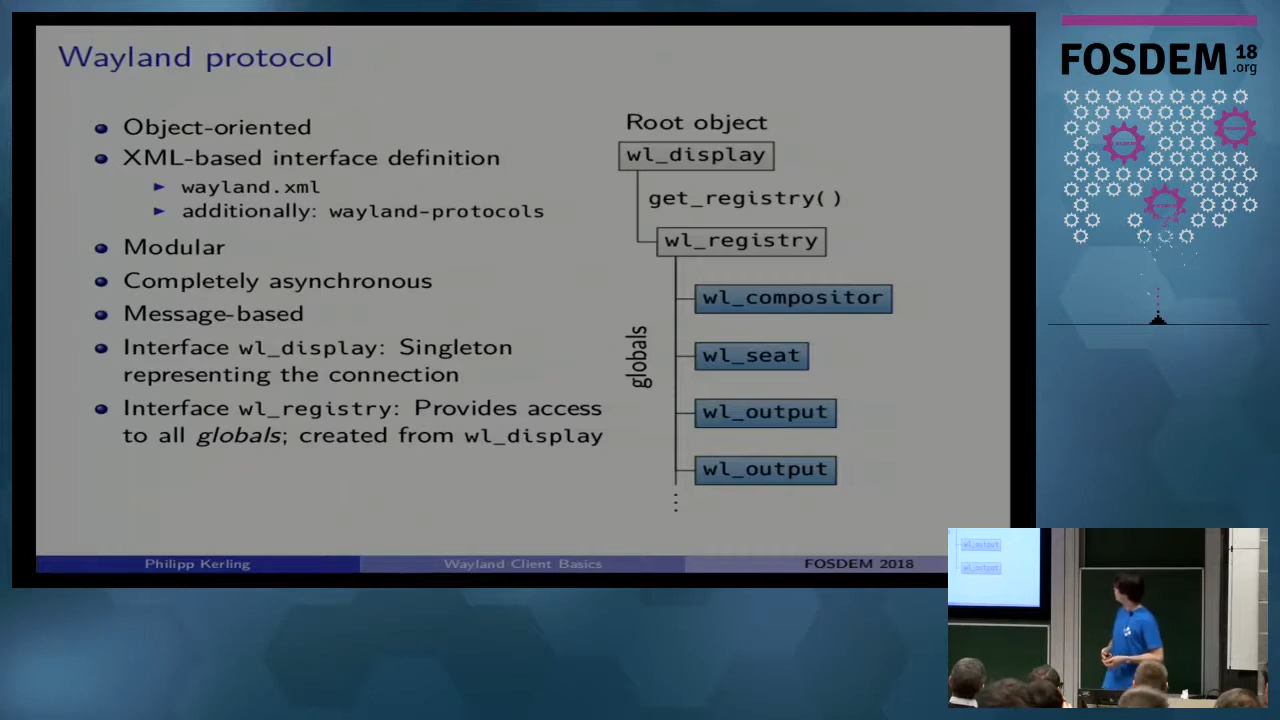 Wayland protocol
Object-oriented
XML-based interface definition
wayland.xml
additionally: wayland-protocols
Modular
Completely asynchronous
Message-based
Interface wl_display: Singleton
representing the connection
Interface wl_registry: Provides access
to all globals; created from wl_display
Root object
wl_display
get_registry()
wl_registry
globals
wl_compositor
wl_seat
wl_output
wl_output
⋮
Philipp Kerling
Wayland Client Basics
FOSDEM 2018
FOSDEM 18
.org
wl_output
wl_output